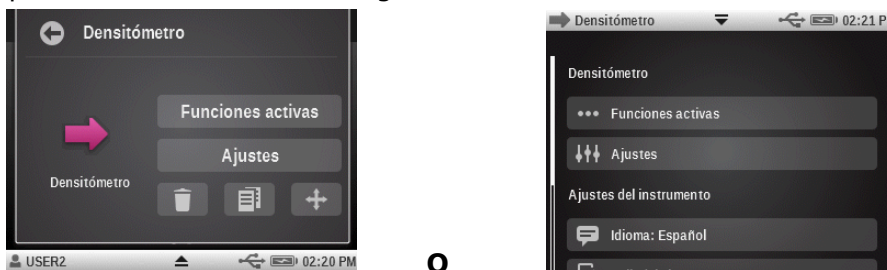 Densitómetro
Funciones activas
Ajustes
Densitómetro
USER2 02:20 PM
o
Densitómetro 02:21 P
Densitómetro
Funciones activas
Ajustes
Ajustes del instrumento
Idioma: Español